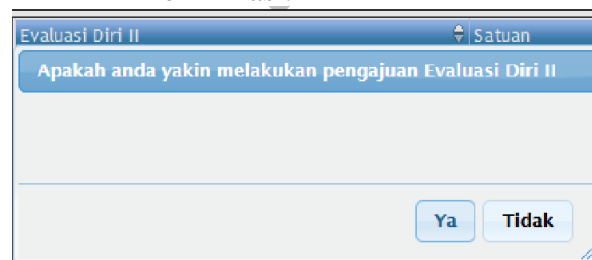 Evaluasi Diri II Satuan
Apakah anda yakin melakukan pengajuan Evaluasi Diri II
Ya Tidak